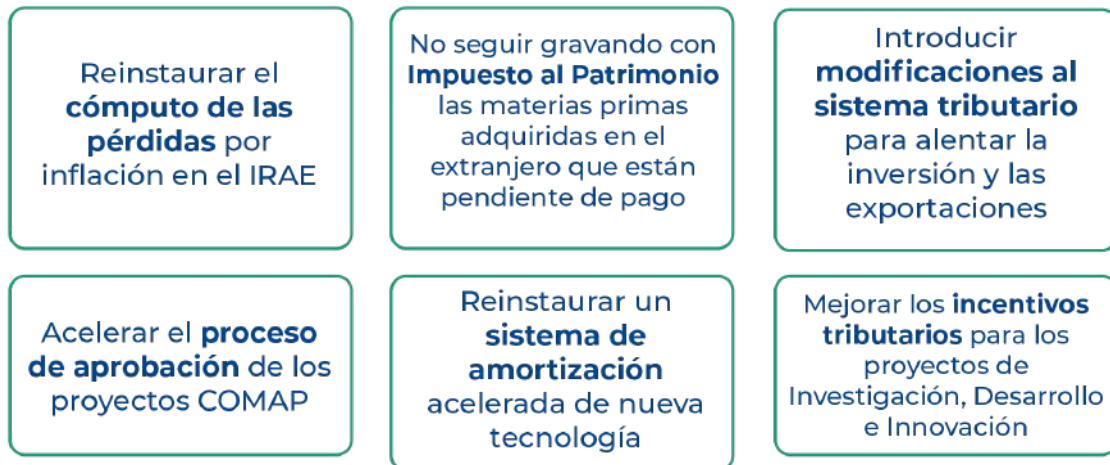 Reinstaurar el
cómputo de las
pérdidas por
inflación en el IRAE
No seguir gravando con
Impuesto al Patrimonio
las materias primas
adquiridas en el
extranjero que están
pendiente de pago
Introducir
modificaciones al
sistema tributario
para alentar la
inversión y las
exportaciones
Acelerar el proceso
de aprobación de los
proyectos COMAP
Reinstaurar un
sistema de
amortización
acelerada de nueva
tecnología
Mejorar los incentivos
tributarios para los
proyectos de
Investigación, Desarrollo
e Innovación